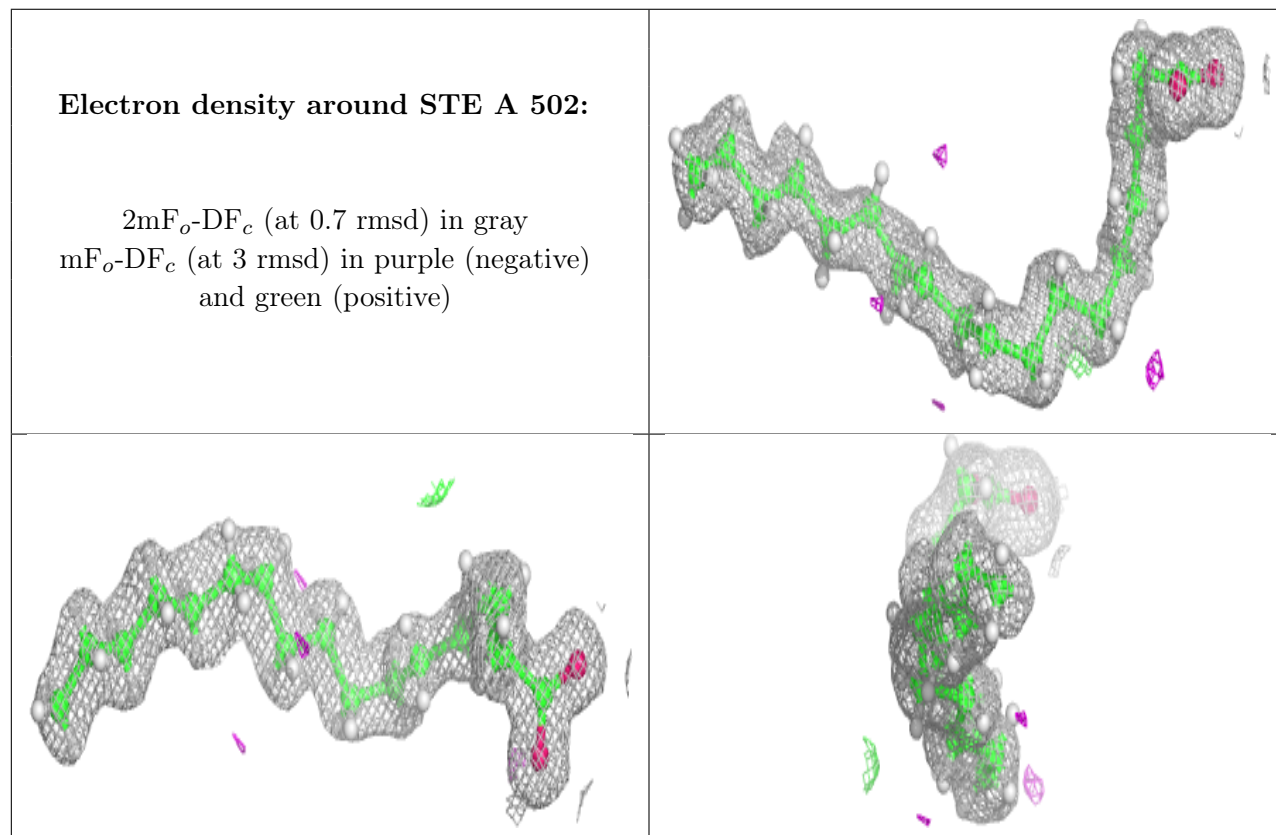 Electron density around STE A 502:
2mFo-DFc (at 0.7 rmsd) in gray
mFo-DFc (at 3 rmsd) in purple (negative)
and green (positive)